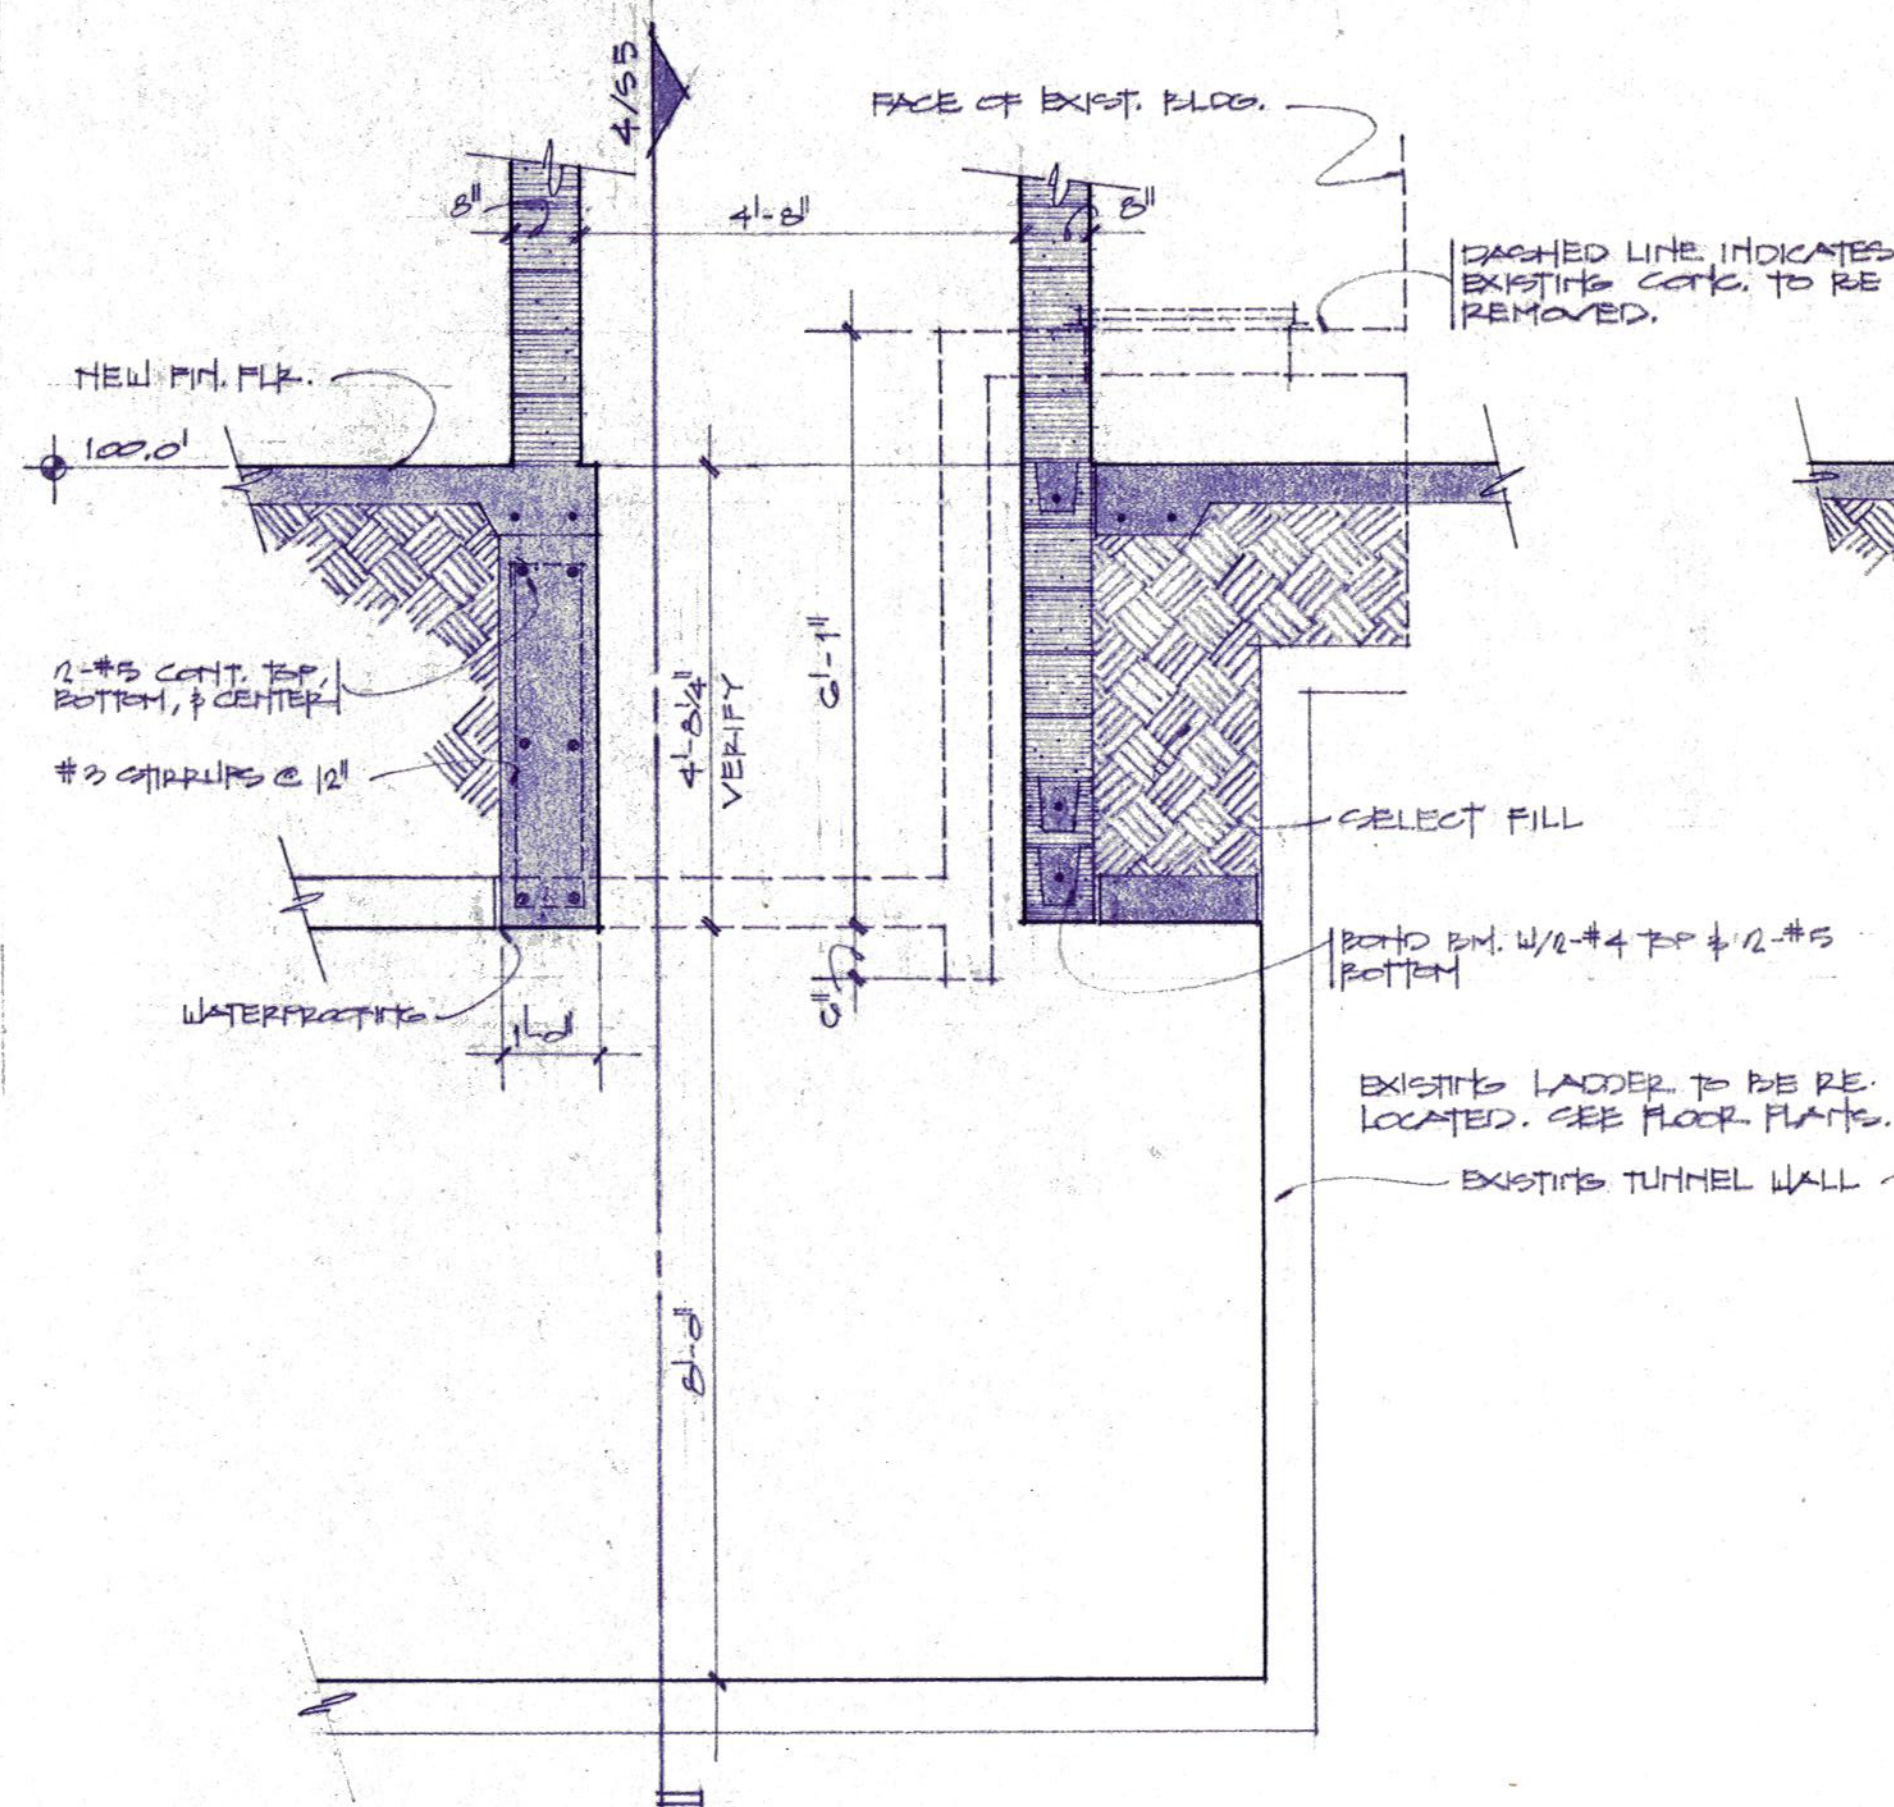 4/S5
FACE OF EXIST. BLDG.
8"
4'-8"
8"
DASHED LINE INDICATES
EXISTING CONC. TO BE
REMOVED.
NEW FIN. FLR.
100.0'
6'-1"
2-#5 CONT. TOP,
BOTTOM, & CENTER
4'-8 1/4"
VERIFY
#3 STIRRUPS @ 12"
SELECT FILL
BOND BM. W/2-#4 TOP & 2-#5
BOTTOM
WATERPROOFING
6"
1'-0"
EXISTING LADDER TO BE RE-
LOCATED. SEE FLOOR PLANS.
EXISTING TUNNEL WALL
8'-0"